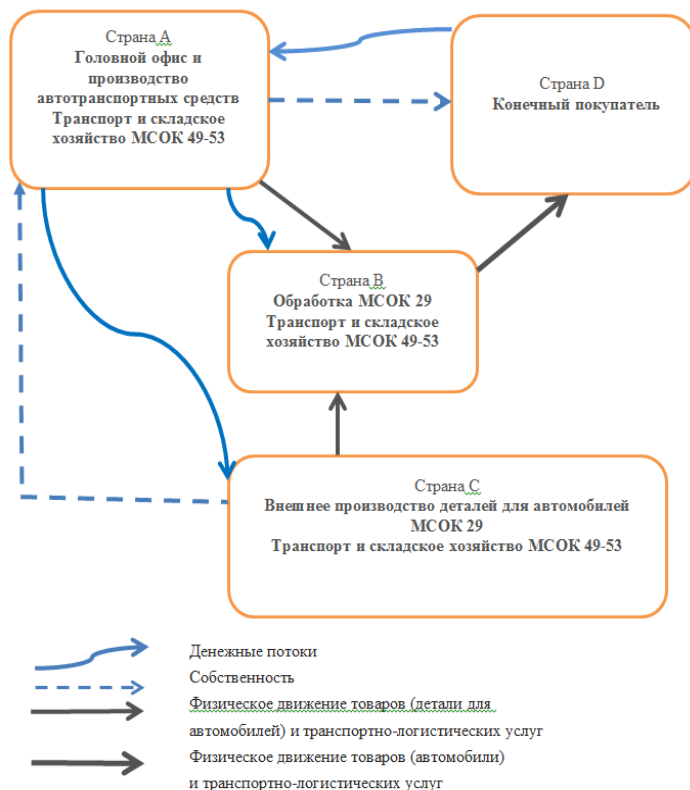 Страна А
Головной офис и
производство
автотранспортных средств
Транспорт и складское
хозяйство МСОК 49-53
Страна D
Конечный покупатель
Страна В
Обработка МСОК 29
Транспорт и складское
хозяйство МСОК 49-53
Страна С
Внешнее производство деталей для автомобилей
МСОК 29
Транспорт и складское хозяйство МСОК 49-53
Денежные потоки
Собственность
Физическое движение товаров (детали для
автомобилей) и транспортно-логистических услуг
Физическое движение товаров (автомобили)
и транспортно-логистических услуг